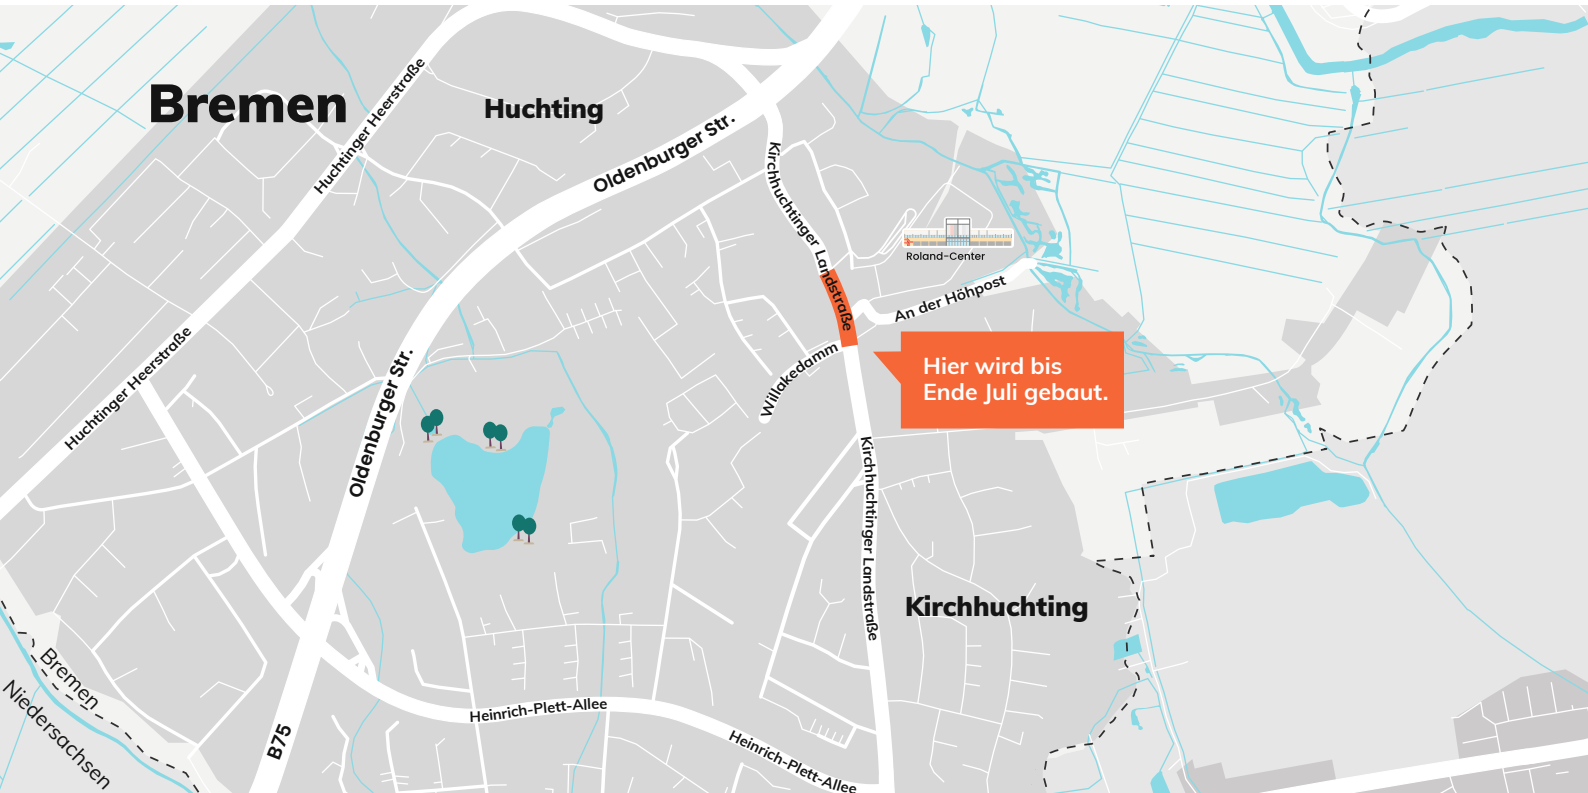 Bremen
Huchting
Huchtinger Heerstraße
Oldenburger Str.
Kirchhuchtinger Landstraße
Roland-Center
An der Höhpost
Huchtinger Heerstraße
Oldenburger Str.
Willakedamm
Hier wird bis
Ende Juli gebaut.
Kirchhuchtinger Landstraße
Kirchhuchting
Bremen
Niedersachsen
B75
Heinrich-Plett-Allee
Heinrich-Plett-Allee